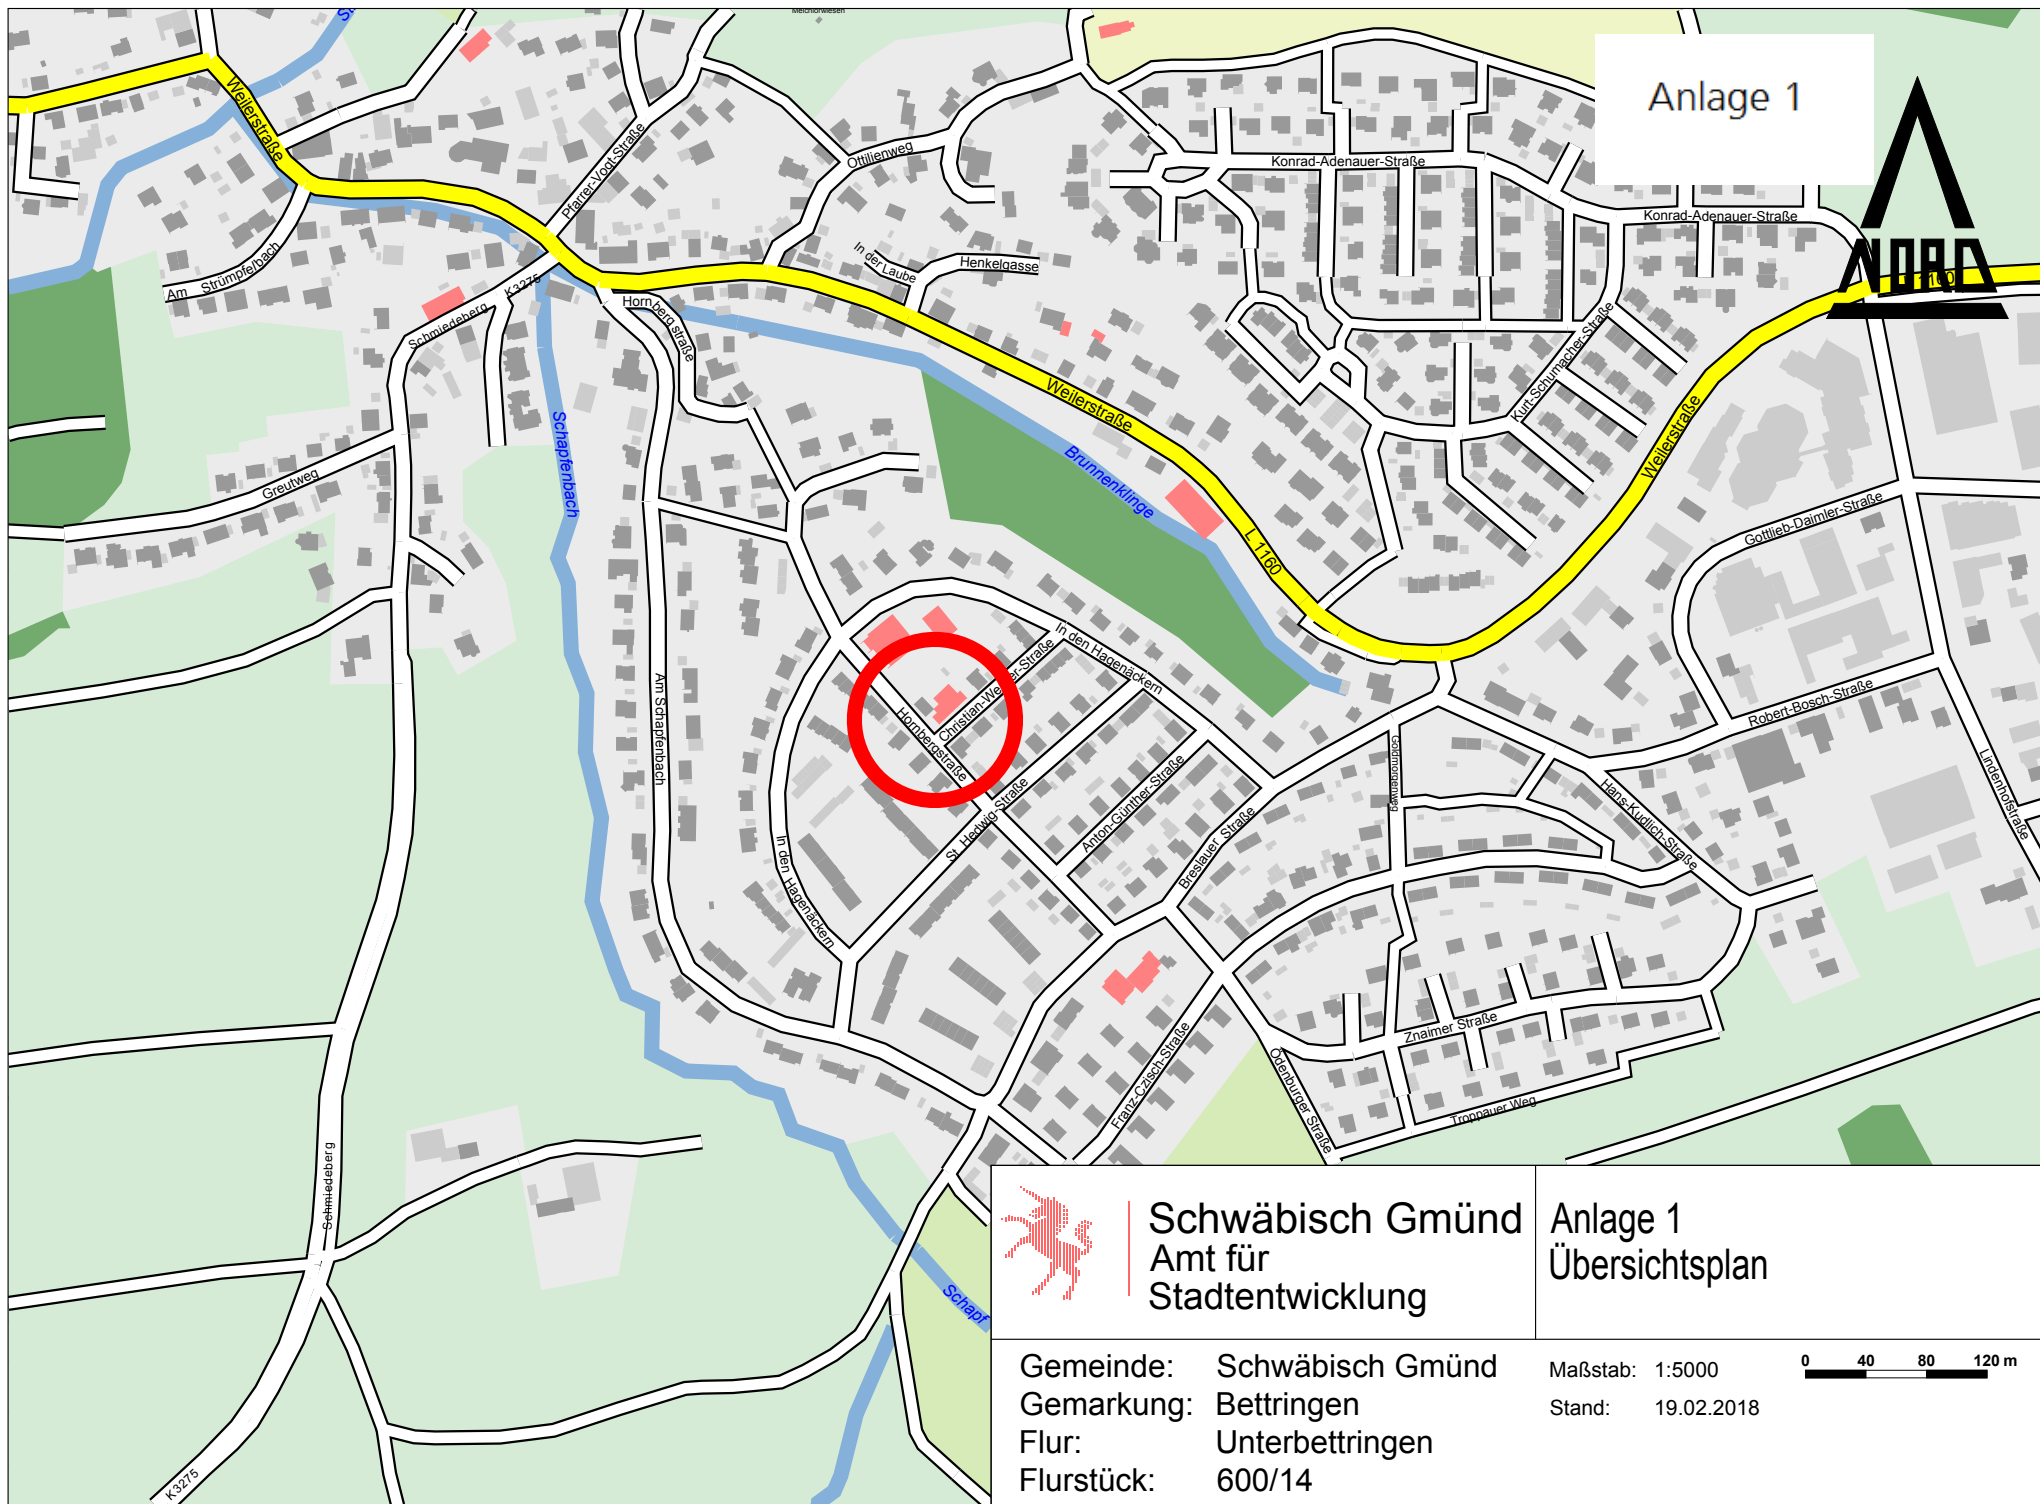 Melchiorwiesen
Anlage 1
NORD
Weilerstraße
Pfarrer-Vogt-Straße
Ottilienweg
Konrad-Adenauer-Straße
Konrad-Adenauer-Straße
Am Strümpfelbach
In der Laube
Henkelgasse
K3275
Schmiedeberg
Hornbergstraße
Kurt-Schumacher-Straße
Weilerstraße
Weilerstraße
Schapfenbach
Brunnenklinge
Greutweg
L 1160
Gottlieb-Daimler-Straße
In den Hagenäckern
Am Schapfenbach
Hornbergstraße
Robert-Bosch-Straße
Goldmorgenweg
Lindenhofstraße
St. Hedwig-Straße
Anton-Günther-Straße
Breslauer Straße
Hans-Kudlich-Straße
In den Hagenäckern
Znaimer Straße
Franz-Czisch-Straße
Ödenburger Straße
Troppauer Weg
Schmiedeberg
Schapf
K3275
Schwäbisch Gmünd
Amt für
Stadtentwicklung
Anlage 1
Übersichtsplan
Gemeinde: Schwäbisch Gmünd
Gemarkung: Bettringen
Flur: Unterbettringen
Flurstück: 600/14
Maßstab: 1:5000
Stand: 19.02.2018
0 40 80 120 m